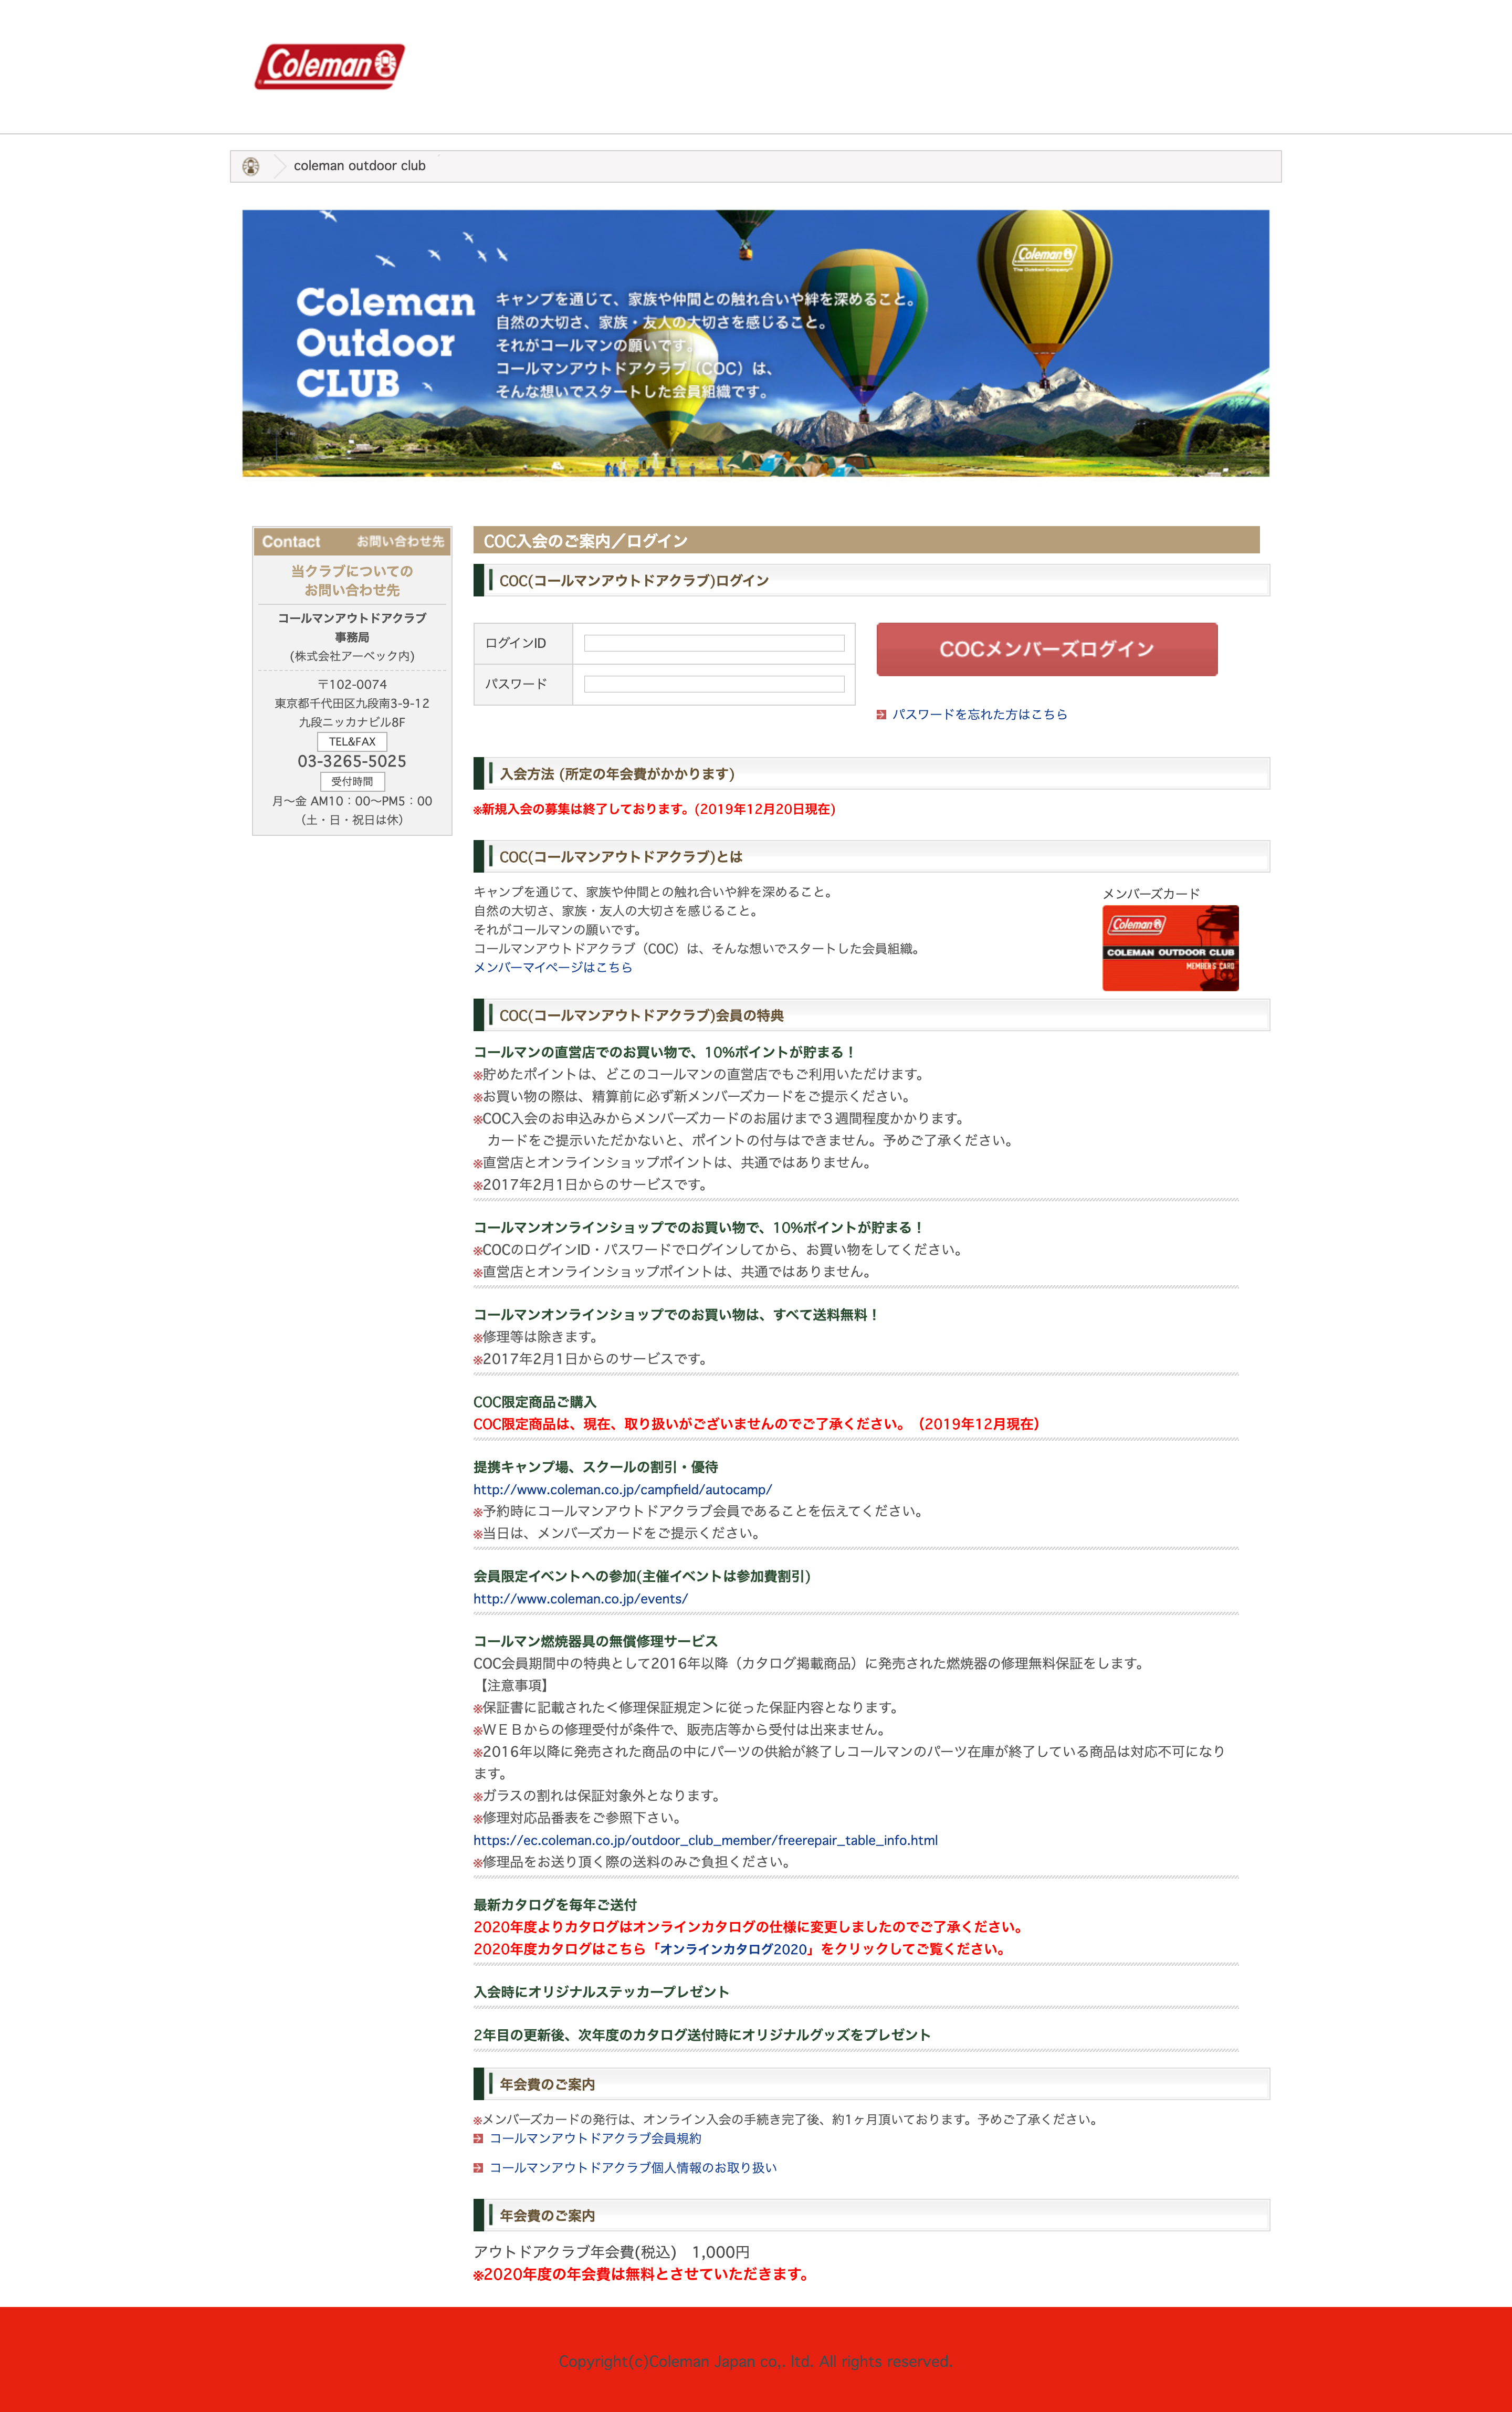 Coleman
coleman outdoor club
Coleman
The Outdoor Company™
Coleman
Outdoor
CLUB
キャンプを通じて、家族や仲間との触れ合いや絆を深めること。
自然の大切さ、家族・友人の大切さを感じること。
それがコールマンの願いです。
コールマンアウトドアクラブ（COC）は、
そんな想いでスタートした会員組織です。
Contact お問い合わせ先
当クラブについての
お問い合わせ先
コールマンアウトドアクラブ
事務局
(株式会社アーベック内)
〒102-0074
東京都千代田区九段南3-9-12
九段ニッカナビル8F
TEL&FAX
03-3265-5025
受付時間
月〜金 AM10：00〜PM5：00
（土・日・祝日は休）
COC入会のご案内／ログイン
COC(コールマンアウトドアクラブ)ログイン
ログインID
パスワード
COCメンバーズログイン
パスワードを忘れた方はこちら
入会方法 (所定の年会費がかかります)
※新規入会の募集は終了しております。(2019年12月20日現在)
COC(コールマンアウトドアクラブ)とは
キャンプを通じて、家族や仲間との触れ合いや絆を深めること。
自然の大切さ、家族・友人の大切さを感じること。
それがコールマンの願いです。
コールマンアウトドアクラブ（COC）は、そんな想いでスタートした会員組織。
メンバーマイページはこちら
メンバーズカード
Coleman
COLEMAN OUTDOOR CLUB
MEMBER'S CARD
COC(コールマンアウトドアクラブ)会員の特典
コールマンの直営店でのお買い物で、10%ポイントが貯まる！
※貯めたポイントは、どこのコールマンの直営店でもご利用いただけます。
※お買い物の際は、精算前に必ず新メンバーズカードをご提示ください。
※COC入会のお申込みからメンバーズカードのお届けまで３週間程度かかります。
カードをご提示いただかないと、ポイントの付与はできません。予めご了承ください。
※直営店とオンラインショップポイントは、共通ではありません。
※2017年2月1日からのサービスです。
コールマンオンラインショップでのお買い物で、10%ポイントが貯まる！
※COCのログインID・パスワードでログインしてから、お買い物をしてください。
※直営店とオンラインショップポイントは、共通ではありません。
コールマンオンラインショップでのお買い物は、すべて送料無料！
※修理等は除きます。
※2017年2月1日からのサービスです。
COC限定商品ご購入
COC限定商品は、現在、取り扱いがございませんのでご了承ください。（2019年12月現在）
提携キャンプ場、スクールの割引・優待
http://www.coleman.co.jp/campfield/autocamp/
※予約時にコールマンアウトドアクラブ会員であることを伝えてください。
※当日は、メンバーズカードをご提示ください。
会員限定イベントへの参加(主催イベントは参加費割引)
http://www.coleman.co.jp/events/
コールマン燃焼器具の無償修理サービス
COC会員期間中の特典として2016年以降（カタログ掲載商品）に発売された燃焼器の修理無料保証をします。
【注意事項】
※保証書に記載された＜修理保証規定＞に従った保証内容となります。
※ＷＥＢからの修理受付が条件で、販売店等から受付は出来ません。
※2016年以降に発売された商品の中にパーツの供給が終了しコールマンのパーツ在庫が終了している商品は対応不可になり
ます。
※ガラスの割れは保証対象外となります。
※修理対応品番表をご参照下さい。
https://ec.coleman.co.jp/outdoor_club_member/freerepair_table_info.html
※修理品をお送り頂く際の送料のみご負担ください。
最新カタログを毎年ご送付
2020年度よりカタログはオンラインカタログの仕様に変更しましたのでご了承ください。
2020年度カタログはこちら「オンラインカタログ2020」をクリックしてご覧ください。
入会時にオリジナルステッカープレゼント
2年目の更新後、次年度のカタログ送付時にオリジナルグッズをプレゼント
年会費のご案内
※メンバーズカードの発行は、オンライン入会の手続き完了後、約1ヶ月頂いております。予めご了承ください。
コールマンアウトドアクラブ会員規約
コールマンアウトドアクラブ個人情報のお取り扱い
年会費のご案内
アウトドアクラブ年会費(税込)　1,000円
※2020年度の年会費は無料とさせていただきます。
Copyright(c)Coleman Japan co,. ltd. All rights reserved.